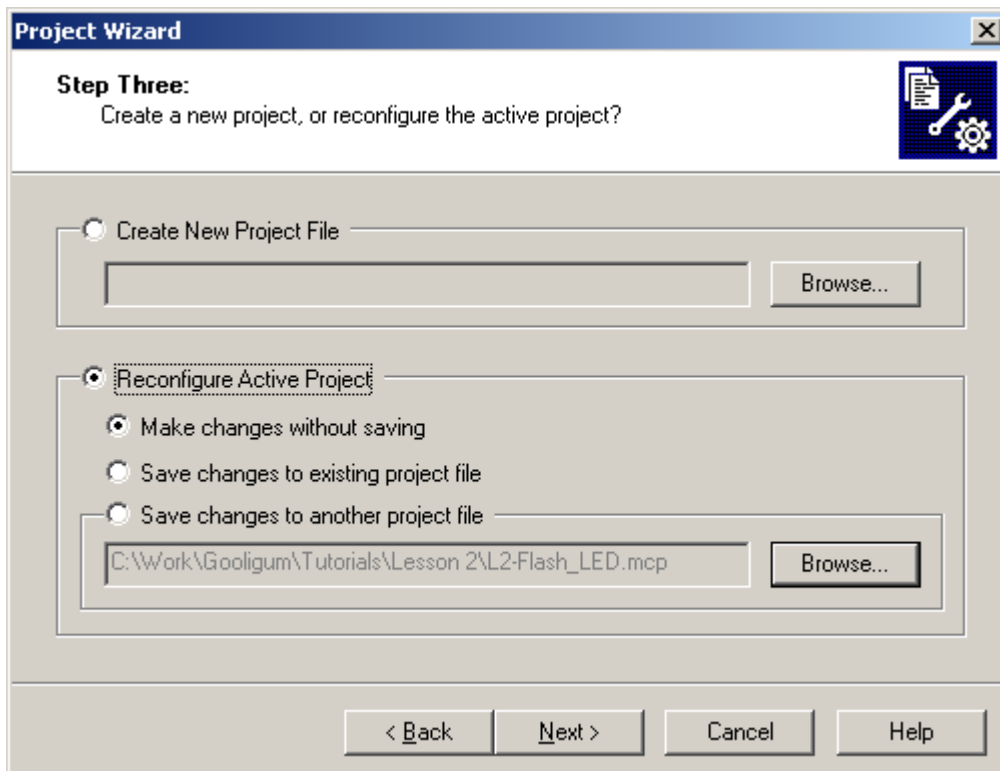 Project Wizard
Step Three:
Create a new project, or reconfigure the active project?
Create New Project File
Browse...
Reconfigure Active Project
Make changes without saving
Save changes to existing project file
Save changes to another project file
C:\Work\Gooligum\Tutorials\Lesson 2\L2-Flash_LED.mcp
Browse...
< Back
Next >
Cancel
Help